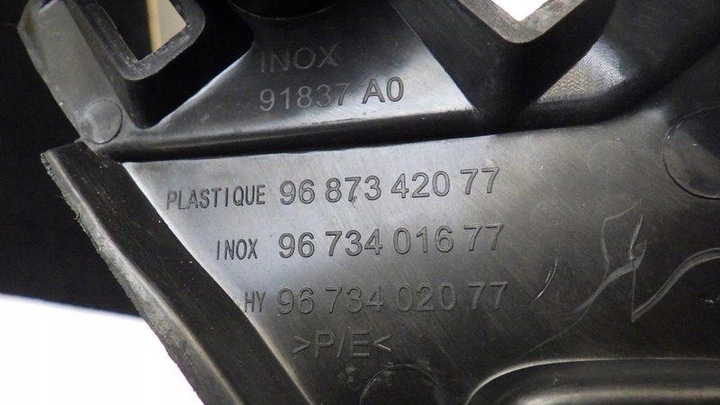 INOX
91837 A0
PLASTIQUE 96 873 420 77
INOX 96 734 016 77
HY 96 734 020 77
>P/E<